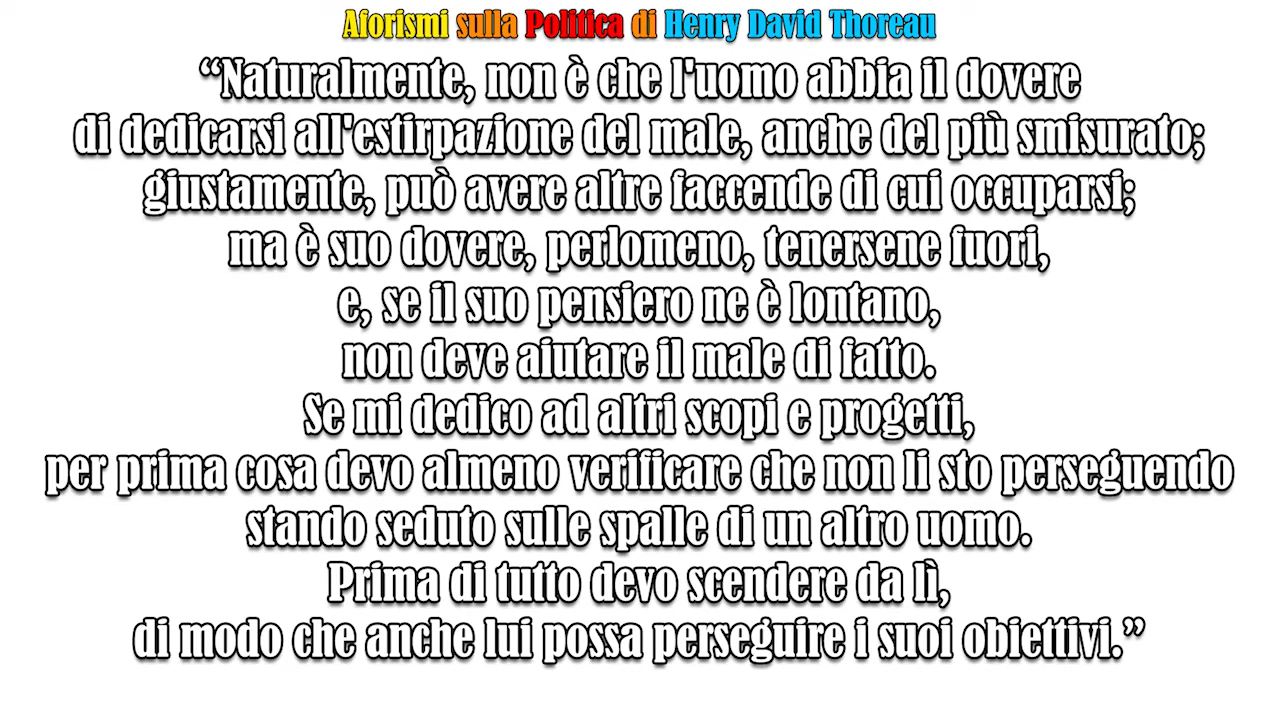 Aforismi sulla Politica di Henry David Thoreau
“Naturalmente, non è che l'uomo abbia il dovere
di dedicarsi all'estirpazione del male, anche del più smisurato;
giustamente, può avere altre faccende di cui occuparsi;
ma è suo dovere, perlomeno, tenersene fuori,
e, se il suo pensiero ne è lontano,
non deve aiutare il male di fatto.
Se mi dedico ad altri scopi e progetti,
per prima cosa devo almeno verificare che non li sto perseguendo
stando seduto sulle spalle di un altro uomo.
Prima di tutto devo scendere da lì,
di modo che anche lui possa perseguire i suoi obiettivi.”